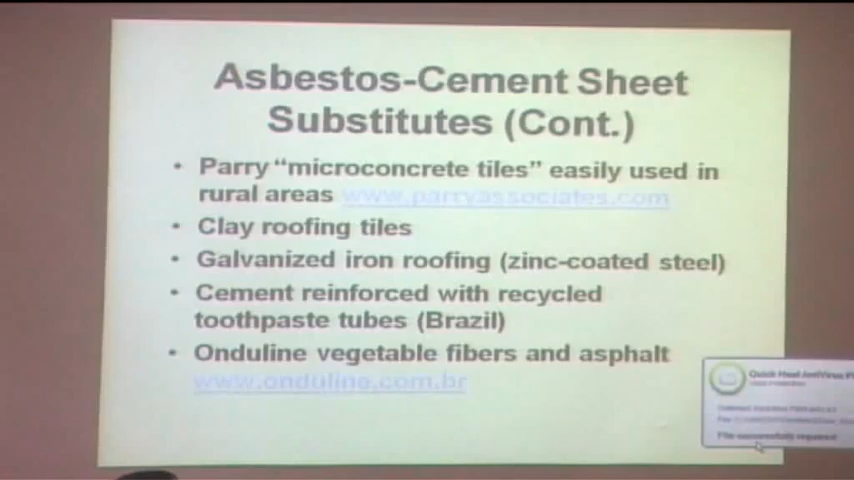 Asbestos-Cement Sheet
Substitutes (Cont.)
• Parry “microconcrete tiles” easily used in
rural areas www.parryassociates.com
• Clay roofing tiles
• Galvanized iron roofing (zinc-coated steel)
• Cement reinforced with recycled
toothpaste tubes (Brazil)
• Onduline vegetable fibers and asphalt
www.onduline.com.br
Quick Heal AntiVirus
File successfully repaired